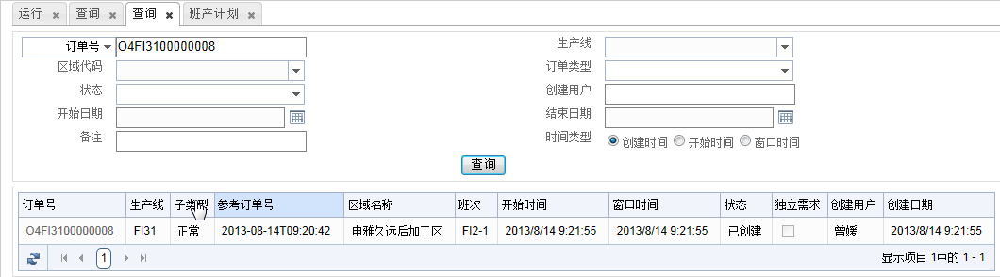 运行 查询 查询 班产计划
订单号 O4FI3100000008 生产线
区域代码 订单类型
状态 创建用户
开始日期 结束日期
备注 时间类型 创建时间 开始时间 窗口时间
查询
订单号 生产线 子类型 参考订单号 区域名称 班次 开始时间 窗口时间 状态 独立需求 创建用户 创建日期
O4FI3100000008 FI31 正常 2013-08-14T09:20:42 申雅久远后加工区 FI2-1 2013/8/14 9:21:55 2013/8/14 9:21:55 已创建 曾媛 2013/8/14 9:21:55
1 显示项目 1中的 1 - 1